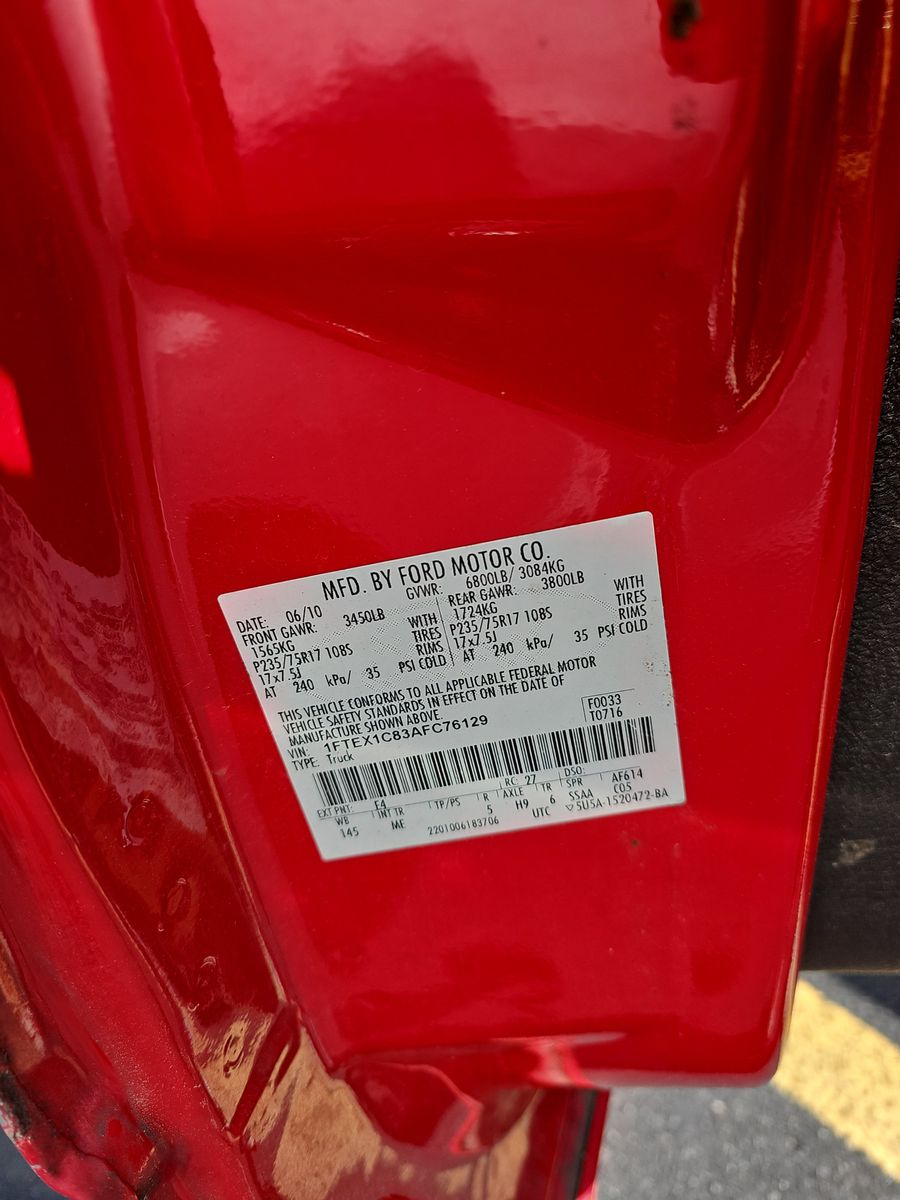 MFD. BY FORD MOTOR CO.
DATE: 06/10 GVWR: 6800LB/ 3084KG
FRONT GAWR: 3450LB REAR GAWR: 3800LB
1565KG WITH 1724KG WITH
P235/75R17 108S TIRES P235/75R17 108S TIRES
17x7.5J RIMS 17x7.5J RIMS
AT 240 kPa/ 35 PSI COLD AT 240 kPa/ 35 PSI COLD
THIS VEHICLE CONFORMS TO ALL APPLICABLE FEDERAL MOTOR
VEHICLE SAFETY STANDARDS IN EFFECT ON THE DATE OF
MANUFACTURE SHOWN ABOVE.
F0033
VIN: 1FTEX1C83AFC76129 T0716
TYPE: Truck
EXT PNT: E4 RC: 27 DSO: AF614
WB INT TR TP/PS R AXLE TR SPR C05
145 ME 5 H9 6 SSAA
2201006183706 UTC ♡5U5A-1520472-BA